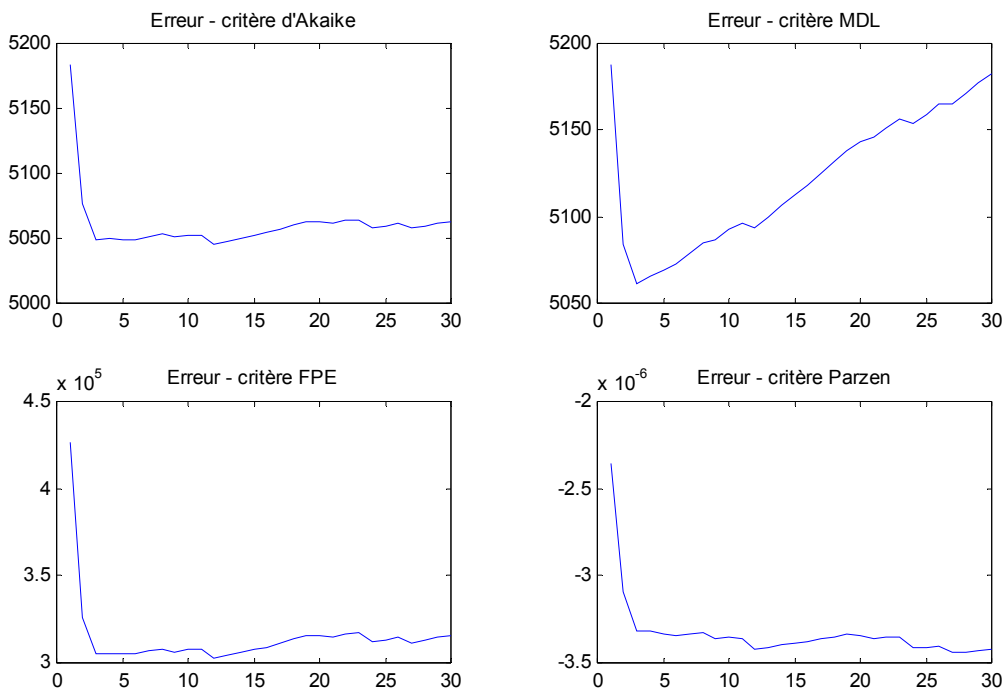 Erreur - critère d'Akaike
5200
5150
5100
5050
5000
0 5 10 15 20 25 30
Erreur - critère MDL
5200
5150
5100
5050
0 5 10 15 20 25 30
x 10^5
Erreur - critère FPE
4.5
4
3.5
3
0 5 10 15 20 25 30
x 10^-6
Erreur - critère Parzen
-2
-2.5
-3
-3.5
0 5 10 15 20 25 30